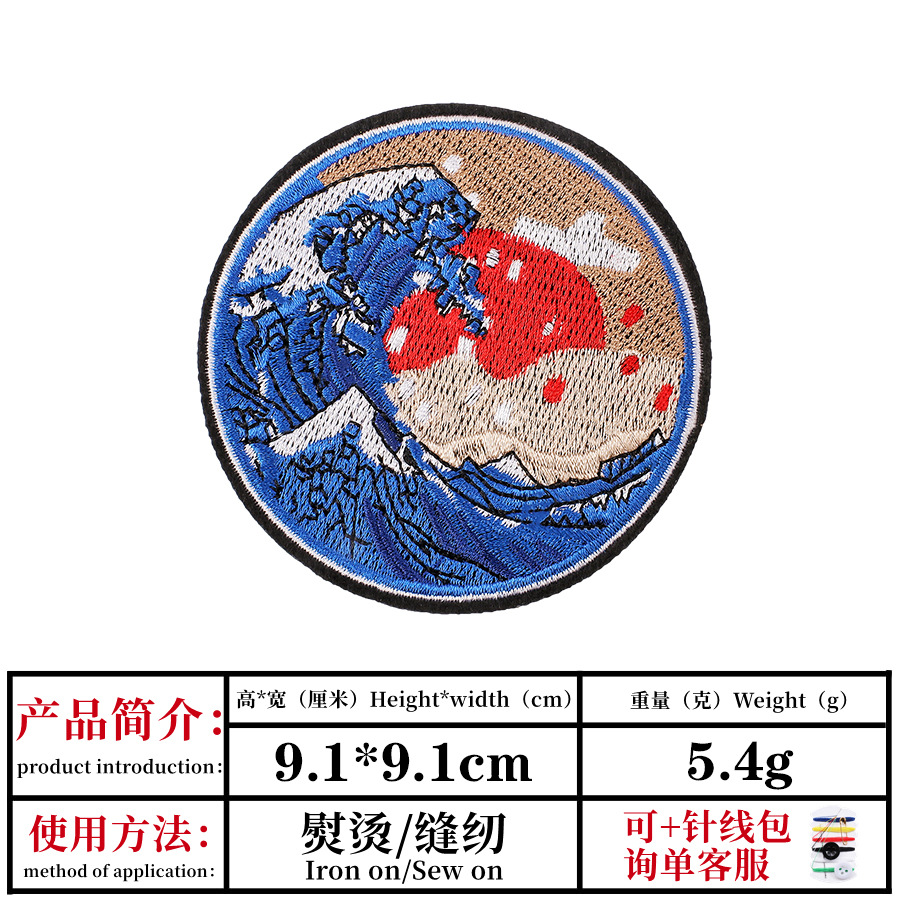 产品简介:
product introduction:
高*宽（厘米）Height*width（cm）
重量（克）Weight（g）
9.1*9.1cm
5.4g
使用方法:
method of application:
熨烫/缝纫
Iron on/Sew on
可+针线包
询单客服